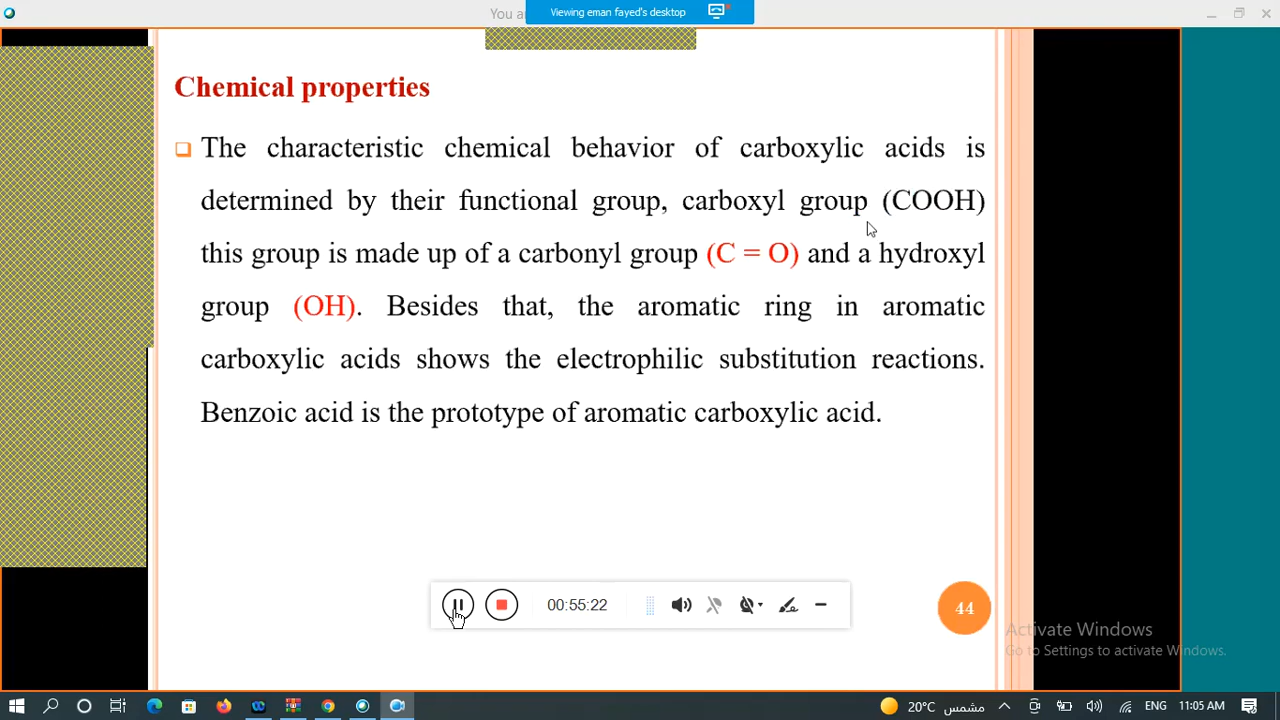 You a
Viewing eman fayed's desktop
Chemical properties
The characteristic chemical behavior of carboxylic acids is
determined by their functional group, carboxyl group (COOH)
this group is made up of a carbonyl group (C = O) and a hydroxyl
group (OH). Besides that, the aromatic ring in aromatic
carboxylic acids shows the electrophilic substitution reactions.
Benzoic acid is the prototype of aromatic carboxylic acid.
00:55:22
44
Activate Windows
Go to Settings to activate Windows.
20°C مشمس
ENG
11:05 AM